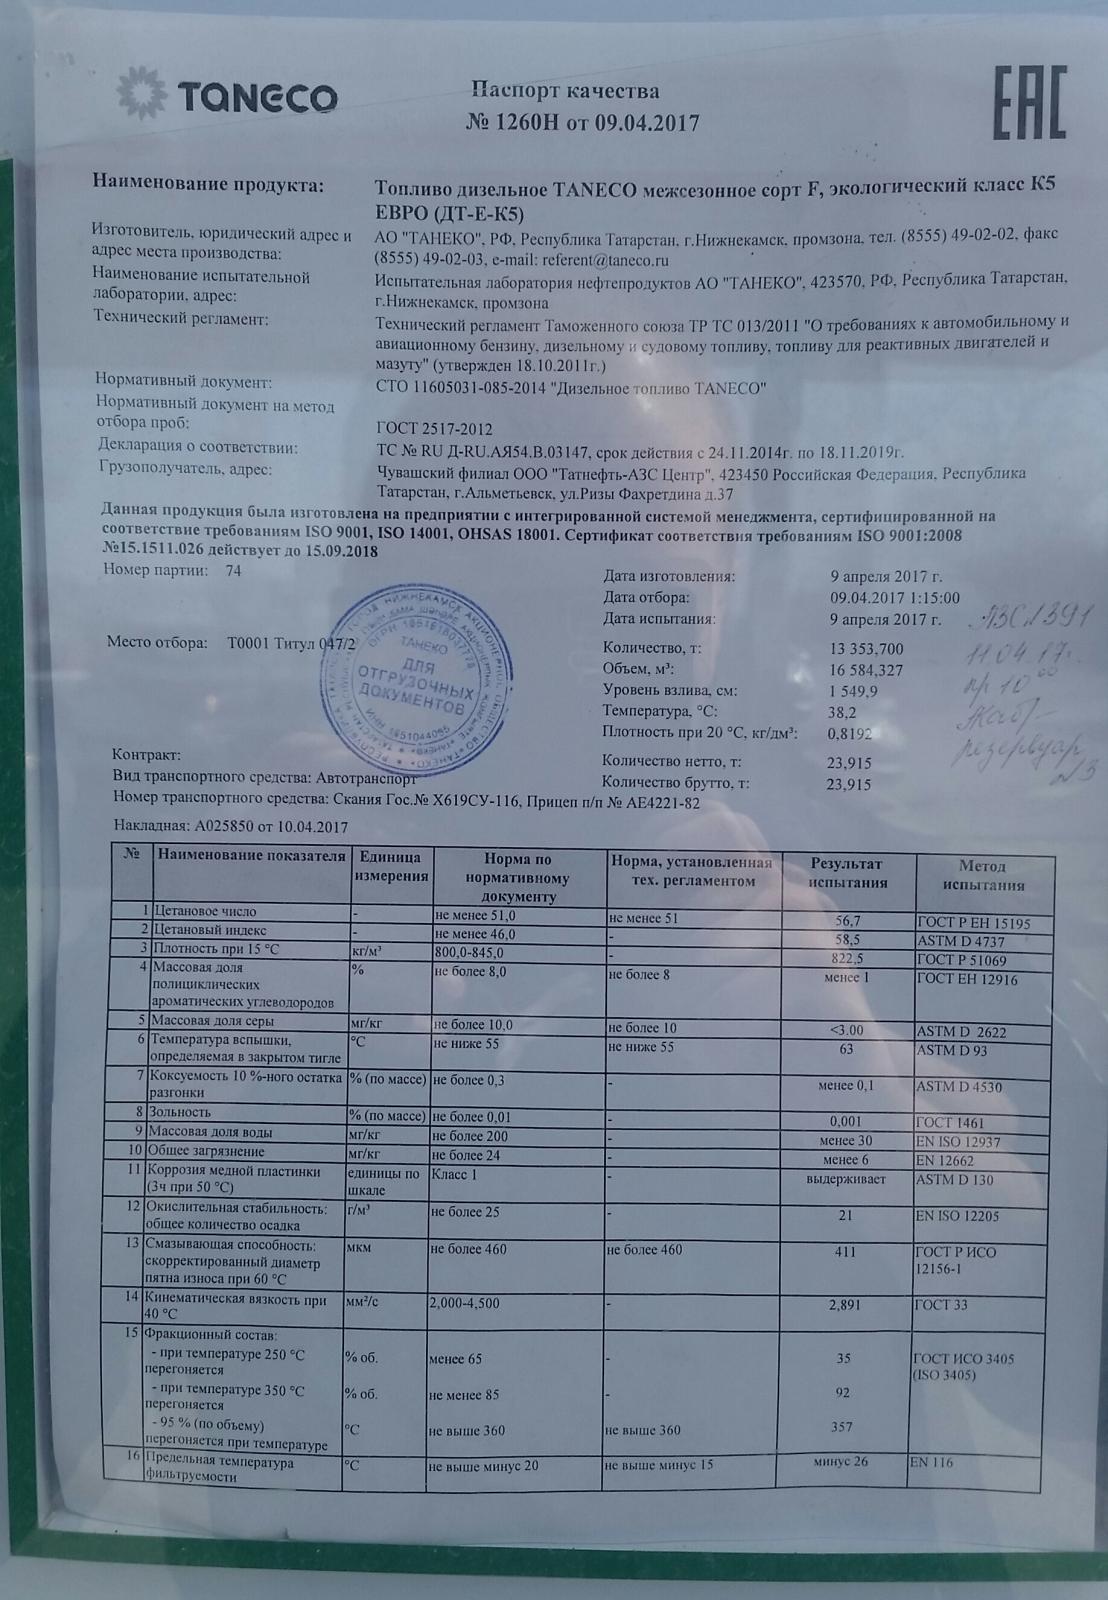 TANECO
Паспорт качества
№ 1260Н от 09.04.2017
EAC
Наименование продукта: Топливо дизельное TANECO межсезонное сорт F, экологический класс К5
ЕВРО (ДТ-Е-К5)
Изготовитель, юридический адрес и адрес места производства: АО "ТАНЕКО", РФ, Республика Татарстан, г.Нижнекамск, промзона, тел. (8555) 49-02-02, факс
(8555) 49-02-03, e-mail: referent@taneco.ru
Наименование испытательной лаборатории, адрес: Испытательная лаборатория нефтепродуктов АО "ТАНЕКО", 423570, РФ, Республика Татарстан,
г.Нижнекамск, промзона
Технический регламент: Технический регламент Таможенного союза ТР ТС 013/2011 "О требованиях к автомобильному и
авиационному бензину, дизельному и судовому топливу, топливу для реактивных двигателей и
мазуту" (утвержден 18.10.2011г.)
Нормативный документ: СТО 11605031-085-2014 "Дизельное топливо TANECO"
Нормативный документ на метод
отбора проб: ГОСТ 2517-2012
Декларация о соответствии: ТС № RU Д-RU.АЯ54.В.03147, срок действия с 24.11.2014г. по 18.11.2019г.
Грузополучатель, адрес: Чувашский филиал ООО "Татнефть-АЗС Центр", 423450 Российская Федерация, Республика
Татарстан, г.Альметьевск, ул.Ризы Фахретдина д.37
Данная продукция была изготовлена на предприятии с интегрированной системой менеджмента, сертифицированной на
соответствие требованиям ISO 9001, ISO 14001, OHSAS 18001. Сертификат соответствия требованиям ISO 9001:2008
№15.1511.026 действует до 15.09.2018
Номер партии: 74
Дата изготовления: 9 апреля 2017 г.
Дата отбора: 09.04.2017 1:15:00
Дата испытания: 9 апреля 2017 г.
Место отбора: Т0001 Титул 047/2
ТАНЕКО
ДЛЯ
ОТГРУЗОЧНЫХ
ДОКУМЕНТОВ
Количество, т: 13 353,700
Объем, м³: 16 584,327
Уровень взлива, см: 1 549,9
Температура, °С: 38,2
Плотность при 20 °С, кг/дм³: 0,8192
АЗС 1391
11.04.17г.
резервуар
№3
Контракт:
Количество нетто, т: 23,915
Вид транспортного средства: Автотранспорт
Количество брутто, т: 23,915
Номер транспортного средства: Скания Гос.№ Х619СУ-116, Прицеп п/п № АЕ4221-82
Накладная: А025850 от 10.04.2017
№ Наименование показателя Единица измерения Норма по нормативному документу Норма, установленная тех. регламентом Результат испытания Метод испытания
1 Цетановое число - не менее 51,0 не менее 51 56,7 ГОСТ Р ЕН 15195
2 Цетановый индекс - не менее 46,0 - 58,5 ASTM D 4737
3 Плотность при 15 °С кг/м³ 800,0-845,0 - 822,5 ГОСТ Р 51069
4 Массовая доля полициклических ароматических углеводородов % не более 8,0 не более 8 менее 1 ГОСТ ЕН 12916
5 Массовая доля серы мг/кг не более 10,0 не более 10 <3.00 ASTM D 2622
6 Температура вспышки, определяемая в закрытом тигле °С не ниже 55 не ниже 55 63 ASTM D 93
7 Коксуемость 10 %-ного остатка разгонки % (по массе) не более 0,3 - менее 0,1 ASTM D 4530
8 Зольность % (по массе) не более 0,01 - 0,001 ГОСТ 1461
9 Массовая доля воды мг/кг не более 200 - менее 30 EN ISO 12937
10 Общее загрязнение мг/кг не более 24 - менее 6 EN 12662
11 Коррозия медной пластинки (3ч при 50 °С) единицы по шкале Класс 1 - выдерживает ASTM D 130
12 Окислительная стабильность: общее количество осадка г/м³ не более 25 - 21 EN ISO 12205
13 Смазывающая способность: скорректированный диаметр пятна износа при 60 °С мкм не более 460 не более 460 411 ГОСТ Р ИСО 12156-1
14 Кинематическая вязкость при 40 °С мм²/с 2,000-4,500 - 2,891 ГОСТ 33
15 Фракционный состав:
- при температуре 250 °С перегоняется % об. менее 65 - 35 ГОСТ ИСО 3405 (ISO 3405)
- при температуре 350 °С перегоняется % об. не менее 85 - 92
- 95 % (по объему) перегоняется при температуре °С не выше 360 не выше 360 357
16 Предельная температура фильтруемости °С не выше минус 20 не выше минус 15 минус 26 EN 116